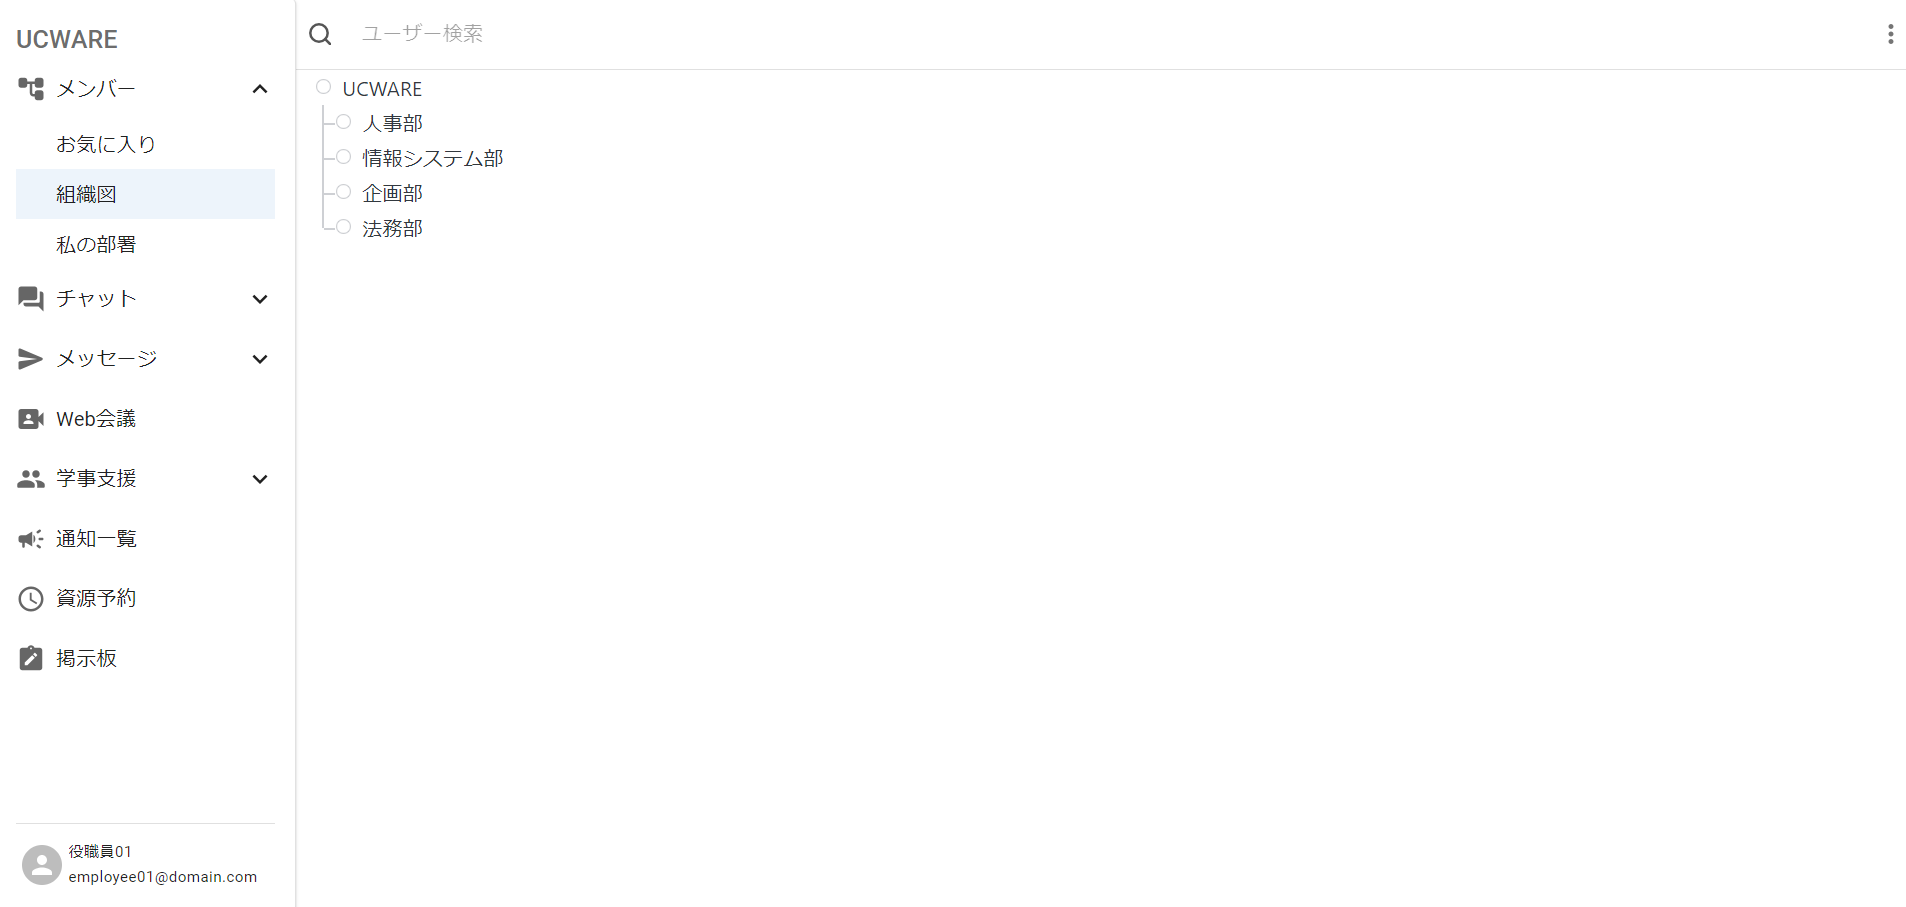 UCWARE
メンバー
お気に入り
組織図
私の部署
チャット
メッセージ
Web会議
学事支援
通知一覧
資源予約
掲示板
役職員01
employee01@domain.com
ユーザー検索
UCWARE
人事部
情報システム部
企画部
法務部